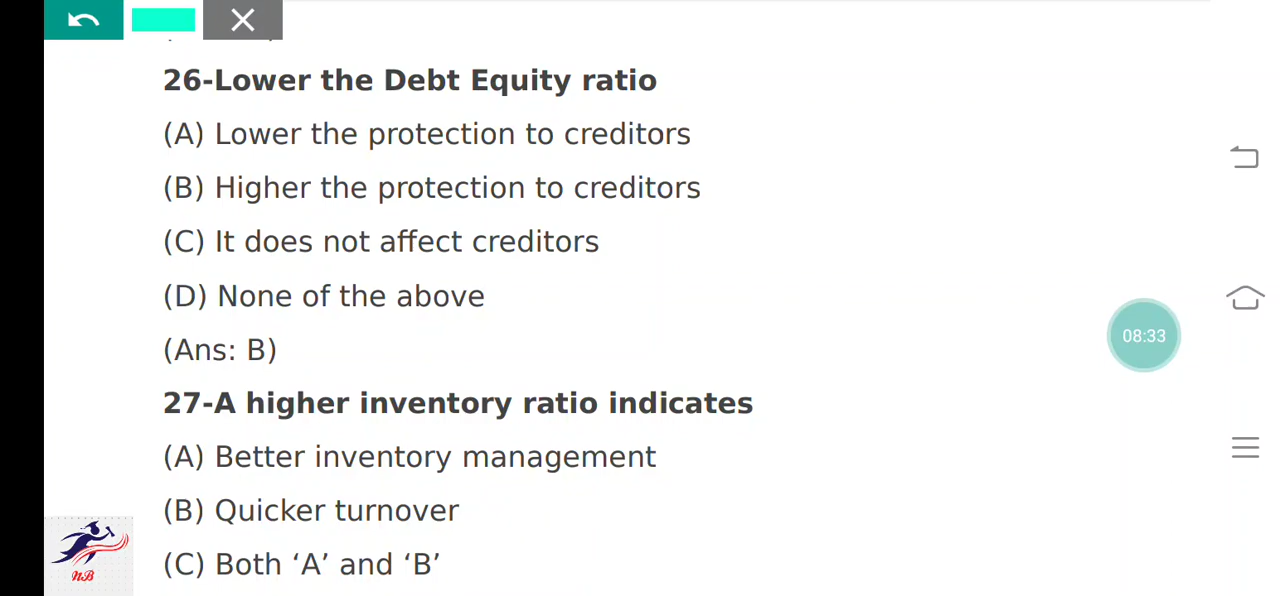 26-Lower the Debt Equity ratio
(A) Lower the protection to creditors
(B) Higher the protection to creditors
(C) It does not affect creditors
(D) None of the above
(Ans: B)
08:33
27-A higher inventory ratio indicates
(A) Better inventory management
(B) Quicker turnover
(C) Both ‘A’ and ‘B’
NB